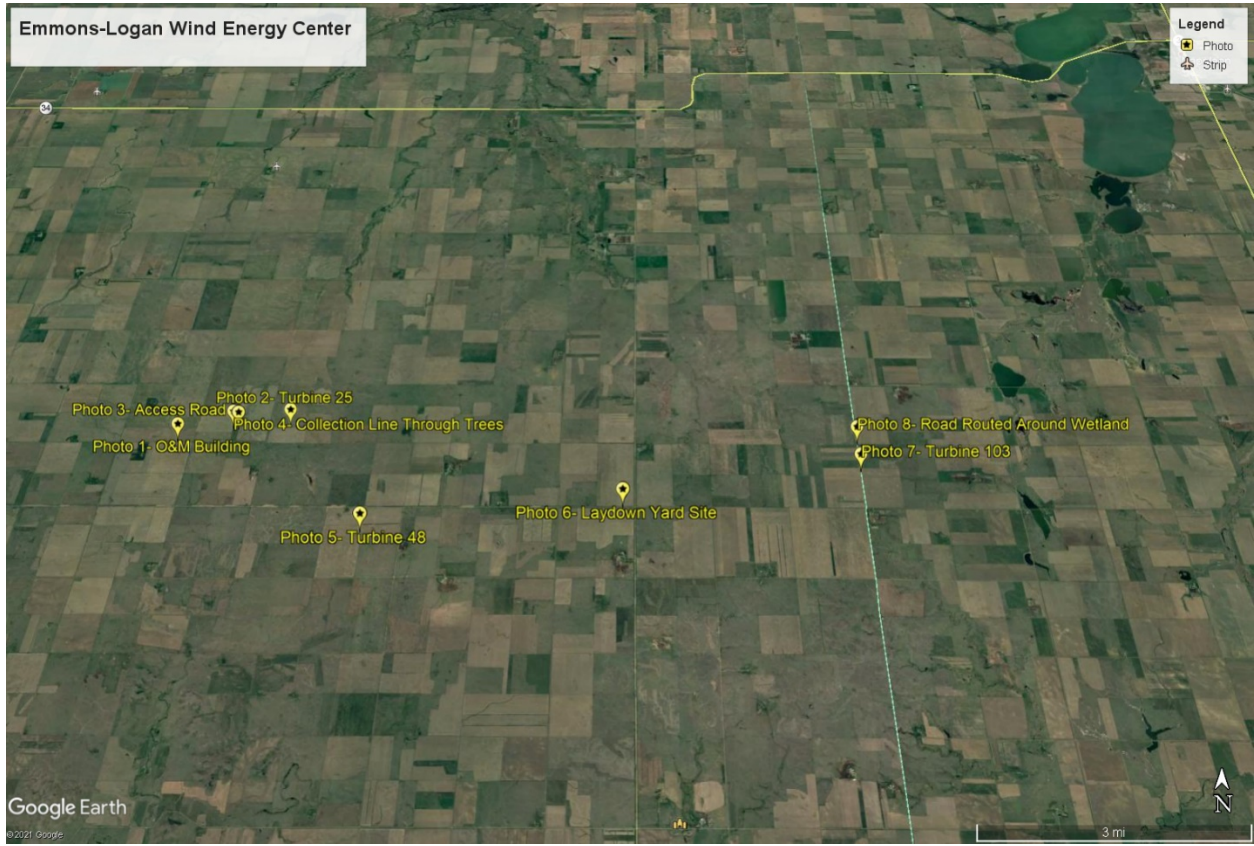 Emmons-Logan Wind Energy Center
Legend
Photo
Strip
34
Photo 2- Turbine 25
Photo 3- Access Road
Photo 4- Collection Line Through Trees
Photo 1- O&M Building
Photo 8- Road Routed Around Wetland
Photo 7- Turbine 103
Photo 6- Laydown Yard Site
Photo 5- Turbine 48
Google Earth
N
©2021 Google
3 mi